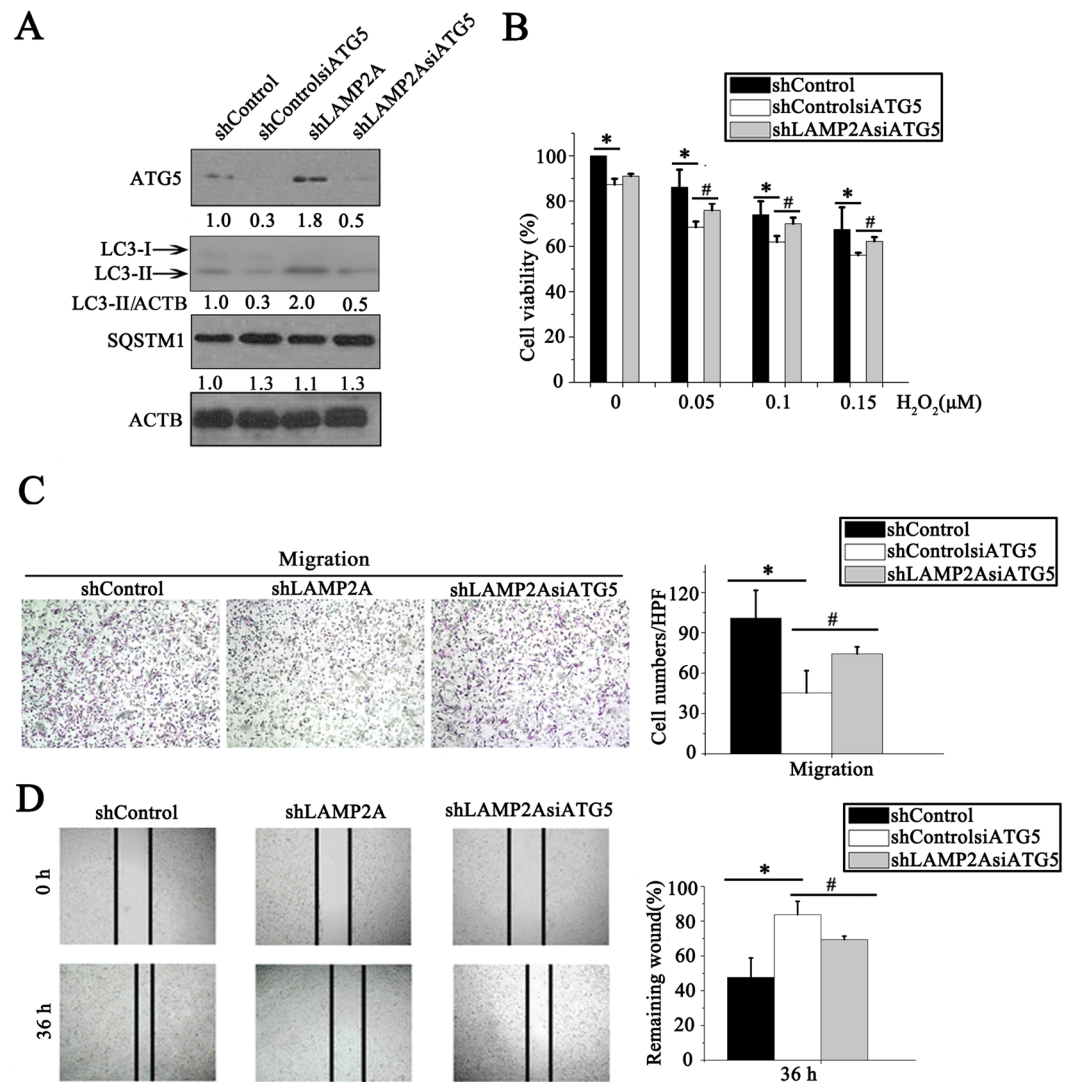 A
shControl
shControlsiATG5
shLAMP2A
shLAMP2AsiATG5
ATG5
1.0 0.3 1.8 0.5
LC3-I
LC3-II
LC3-II/ACTB 1.0 0.3 2.0 0.5
SQSTM1
1.0 1.3 1.1 1.3
ACTB
B
shControl
shControlsiATG5
shLAMP2AsiATG5
Cell viability (%)
100
80
60
40
20
0
* * # * # * #
0 0.05 0.1 0.15 H₂O₂(μM)
C
Migration
shControl shLAMP2A shLAMP2AsiATG5
shControl
shControlsiATG5
shLAMP2AsiATG5
Cell numbers/HPF
120
90
60
30
0
* #
Migration
D
shControl shLAMP2A shLAMP2AsiATG5
0 h
36 h
shControl
shControlsiATG5
shLAMP2AsiATG5
Remaining wound(%)
100
80
60
40
20
0
* #
36 h